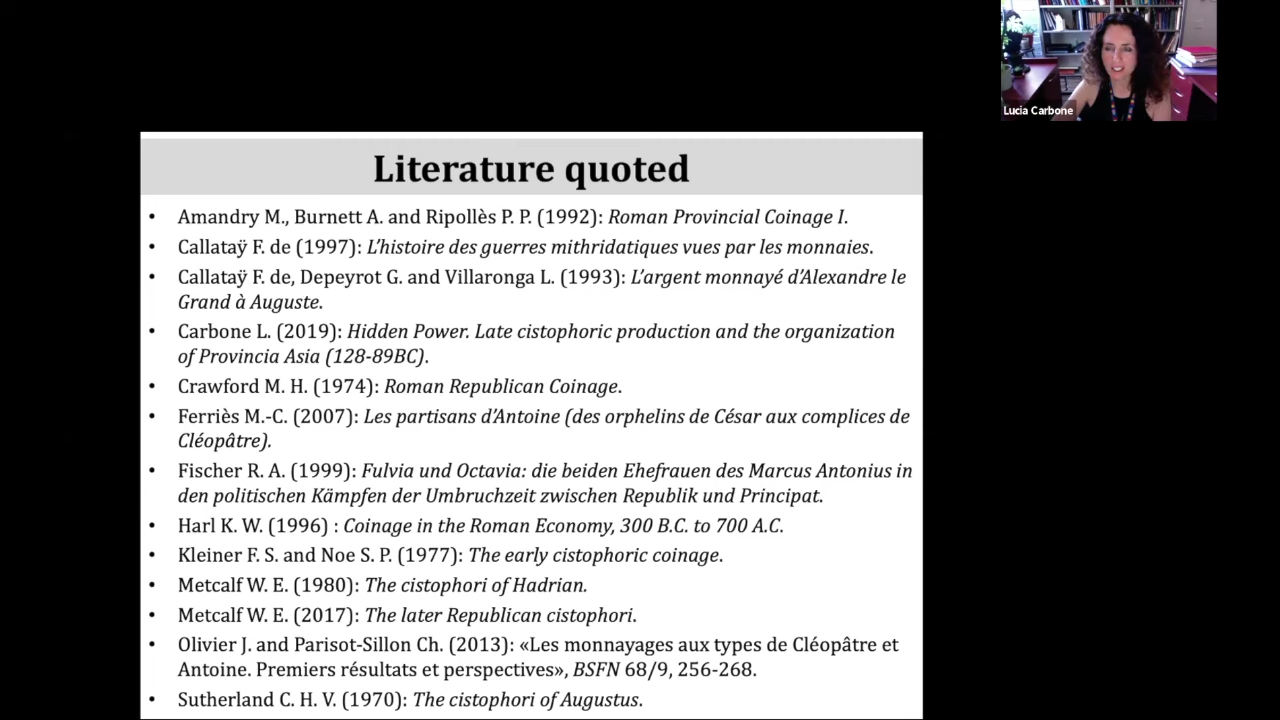 Lucia Carbone
Literature quoted
• Amandry M., Burnett A. and Ripollès P. P. (1992): Roman Provincial Coinage I.
• Callataÿ F. de (1997): L’histoire des guerres mithridatiques vues par les monnaies.
• Callataÿ F. de, Depeyrot G. and Villaronga L. (1993): L’argent monnayé d’Alexandre le
Grand à Auguste.
• Carbone L. (2019): Hidden Power. Late cistophoric production and the organization
of Provincia Asia (128-89BC).
• Crawford M. H. (1974): Roman Republican Coinage.
• Ferriès M.-C. (2007): Les partisans d’Antoine (des orphelins de César aux complices de
Cléopâtre).
• Fischer R. A. (1999): Fulvia und Octavia: die beiden Ehefrauen des Marcus Antonius in
den politischen Kämpfen der Umbruchzeit zwischen Republik und Principat.
• Harl K. W. (1996) : Coinage in the Roman Economy, 300 B.C. to 700 A.C.
• Kleiner F. S. and Noe S. P. (1977): The early cistophoric coinage.
• Metcalf W. E. (1980): The cistophori of Hadrian.
• Metcalf W. E. (2017): The later Republican cistophori.
• Olivier J. and Parisot-Sillon Ch. (2013): «Les monnayages aux types de Cléopâtre et
Antoine. Premiers résultats et perspectives», BSFN 68/9, 256-268.
• Sutherland C. H. V. (1970): The cistophori of Augustus.